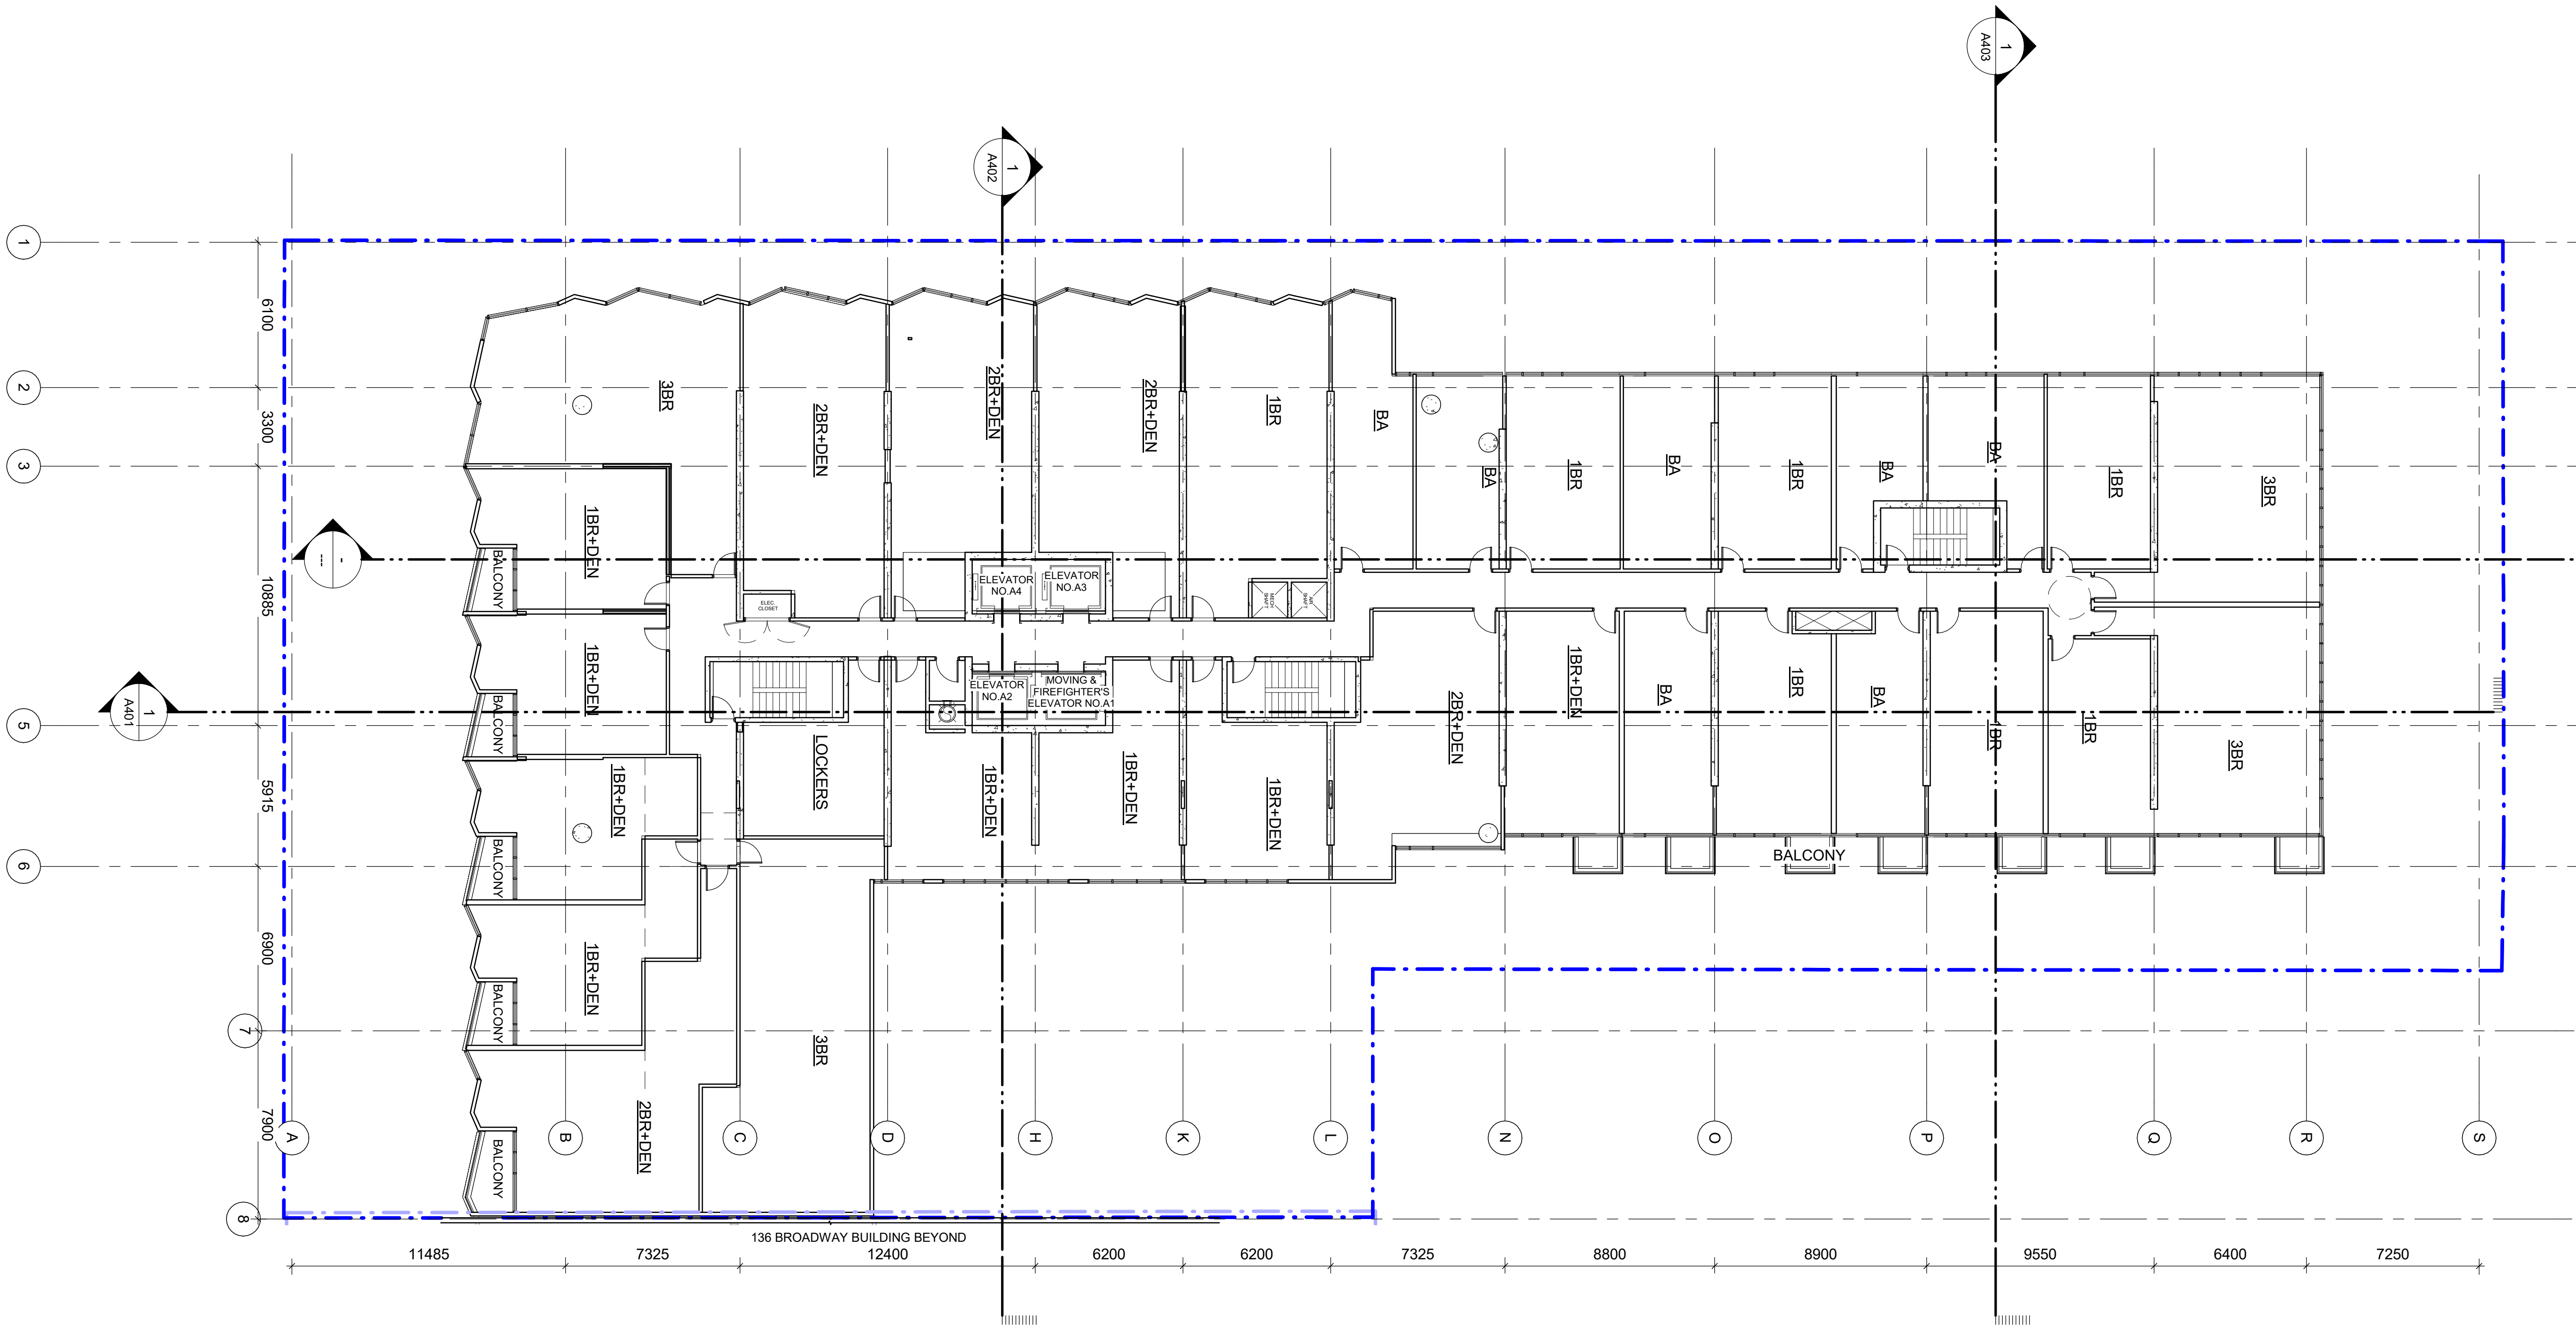 1
A403
1
A402
1
6100
2
3BR
2BR+DEN
2BR+DEN
2BR+DEN
1BR
BA
3300
3
BA
1BR
BA
1BR
BA
BA
1BR
3BR
1BR+DEN
-
---
BALCONY
10885
ELEC.
CLOSET
ELEVATOR
NO.A4
ELEVATOR
NO.A3
MECH
SHAFT
AIR
SHAFT
1BR+DEN
1
A401
BALCONY
5
ELEVATOR
NO.A2
MOVING &
FIREFIGHTER'S
ELEVATOR NO.A1
2BR+DEN
1BR+DEN
BA
1BR
BA
1BR
1BR
3BR
5915
1BR+DEN
LOCKERS
1BR+DEN
1BR+DEN
1BR+DEN
BALCONY
BALCONY
6
6900
1BR+DEN
BALCONY
7
3BR
7900
A
B
C
D
H
K
L
N
O
P
Q
R
S
2BR+DEN
BALCONY
8
136 BROADWAY BUILDING BEYOND
11485
7325
12400
6200
6200
7325
8800
8900
9550
6400
7250